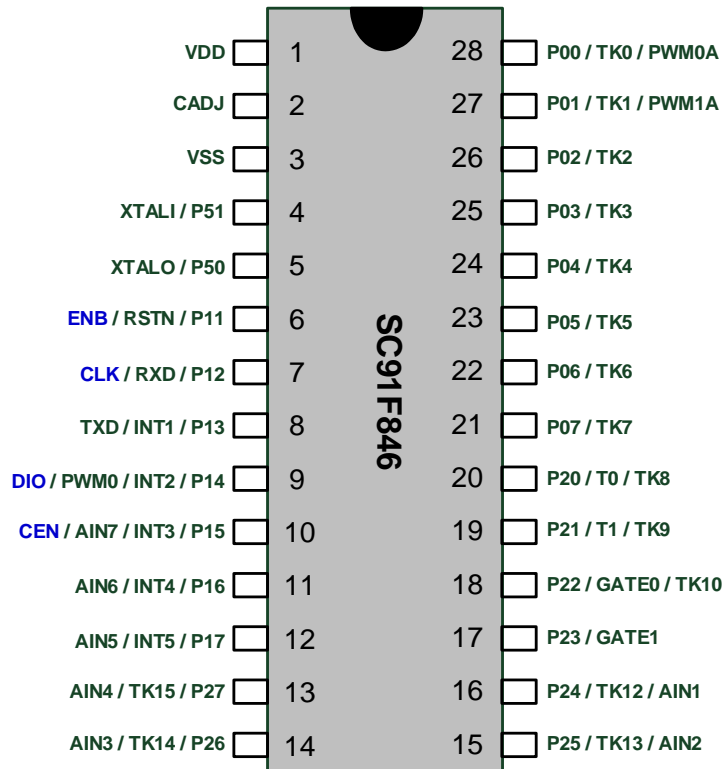 VDD 1 28 P00 / TK0 / PWM0A
CADJ 2 27 P01 / TK1 / PWM1A
VSS 3 26 P02 / TK2
XTALI / P51 4 25 P03 / TK3
XTALO / P50 5 24 P04 / TK4
ENB / RSTN / P11 6 23 P05 / TK5
CLK / RXD / P12 7 22 P06 / TK6
TXD / INT1 / P13 8 21 P07 / TK7
DIO / PWM0 / INT2 / P14 9 20 P20 / T0 / TK8
CEN / AIN7 / INT3 / P15 10 19 P21 / T1 / TK9
AIN6 / INT4 / P16 11 18 P22 / GATE0 / TK10
AIN5 / INT5 / P17 12 17 P23 / GATE1
AIN4 / TK15 / P27 13 16 P24 / TK12 / AIN1
AIN3 / TK14 / P26 14 15 P25 / TK13 / AIN2
SC91F846